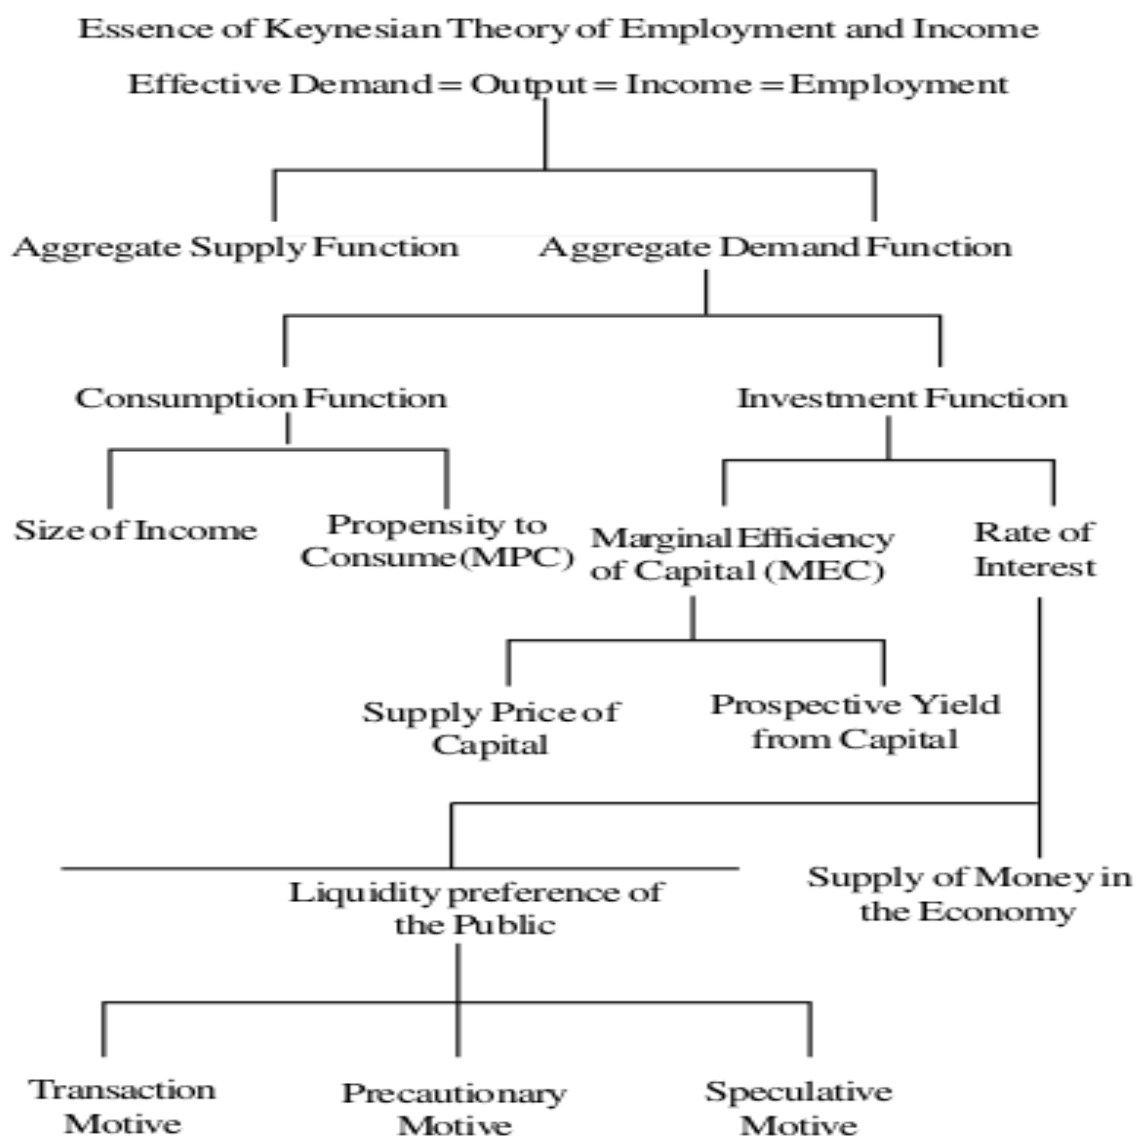 Essence of Keynesian Theory of Employment and Income
Effective Demand = Output = Income = Employment
Aggregate Supply Function
Aggregate Demand Function
Consumption Function
Investment Function
Size of Income
Propensity to
Consume (MPC)
Marginal Efficiency
of Capital (MEC)
Rate of
Interest
Supply Price of
Capital
Prospective Yield
from Capital
Liquidity preference of
the Public
Supply of Money in
the Economy
Transaction
Motive
Precautionary
Motive
Speculative
Motive